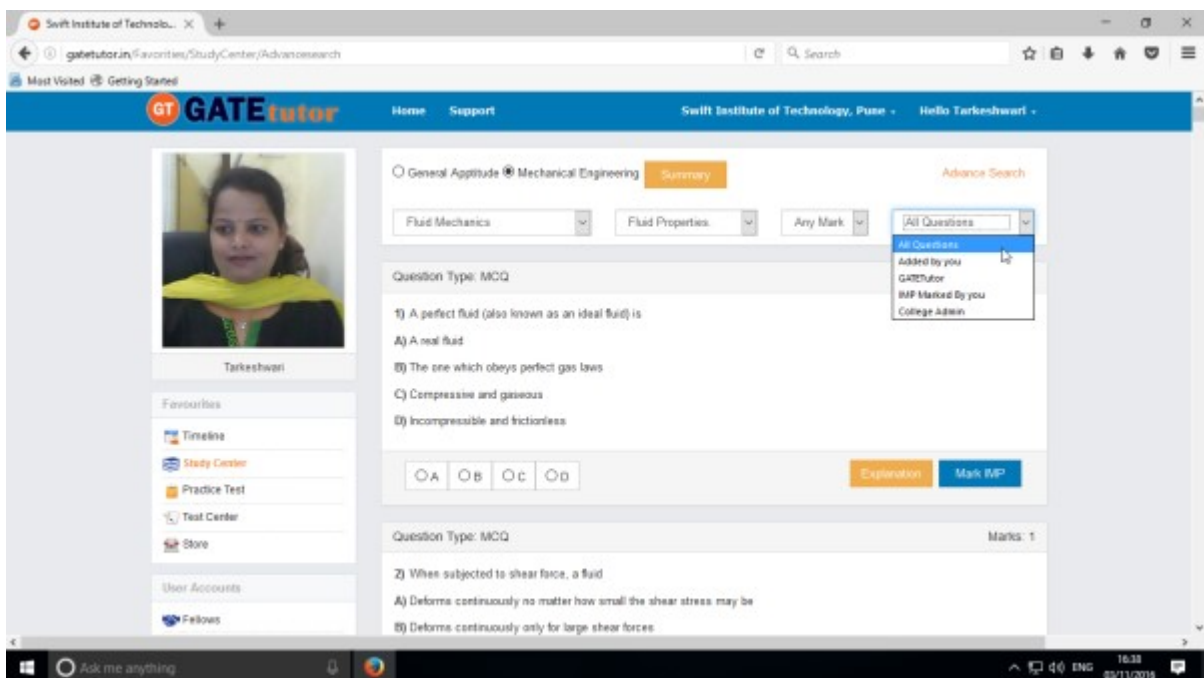 Swift Institute of Technolo...
gatetutor.in/Favorities/StudyCenter/Advancesearch
Search
Most Visited Getting Started
GT GATEtutor Home Support Swift Institute of Technology, Pune Hello Tarkeshwari
General Apptitude Mechanical Engineering Summary Advance Search
Fluid Mechanics Fluid Properties Any Mark All Questions
All Questions
Added by you
GATETutor
IMP Marked By you
College Admin
Question Type: MCQ
1) A perfect fluid (also known as an ideal fluid) is
A) A real fluid
B) The one which obeys perfect gas laws
C) Compressive and gaseous
D) Incompressible and frictionless
A B C D Explanation Mark IMP
Question Type: MCQ Marks: 1
2) When subjected to shear force, a fluid
A) Deforms continuously no matter how small the shear stress may be
B) Deforms continuously only for large shear forces
Tarkeshwari
Favourites
Timeline
Study Center
Practice Test
Test Center
Store
User Accounts
Fellows
Ask me anything
ENG
16:33
03/11/2016